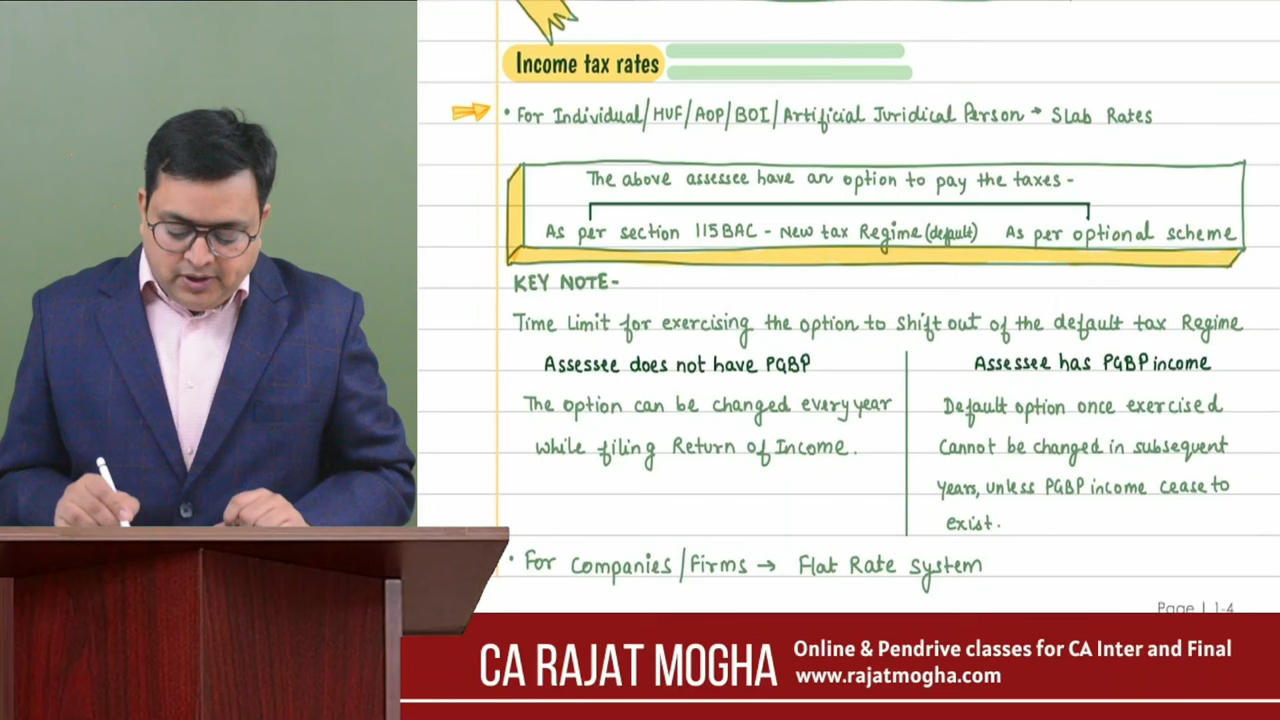 Income tax rates
• For Individual/HUF/AOP/BOI/Artificial Juridical Person → Slab Rates
The above assessee have an option to pay the taxes -
As per section 115BAC - New tax Regime (default) As per optional scheme
KEY NOTE-
Time Limit for exercising the option to shift out of the default tax Regime
Assessee does not have PGBP
The option can be changed every year
while filing Return of Income.
Assessee has PGBP income
Default option once exercised
Cannot be changed in subsequent
years, unless PGBP income cease to
exist.
• For Companies/Firms → Flat Rate system
Page | 1-4
CA RAJAT MOGHA
Online & Pendrive classes for CA Inter and Final
www.rajatmogha.com